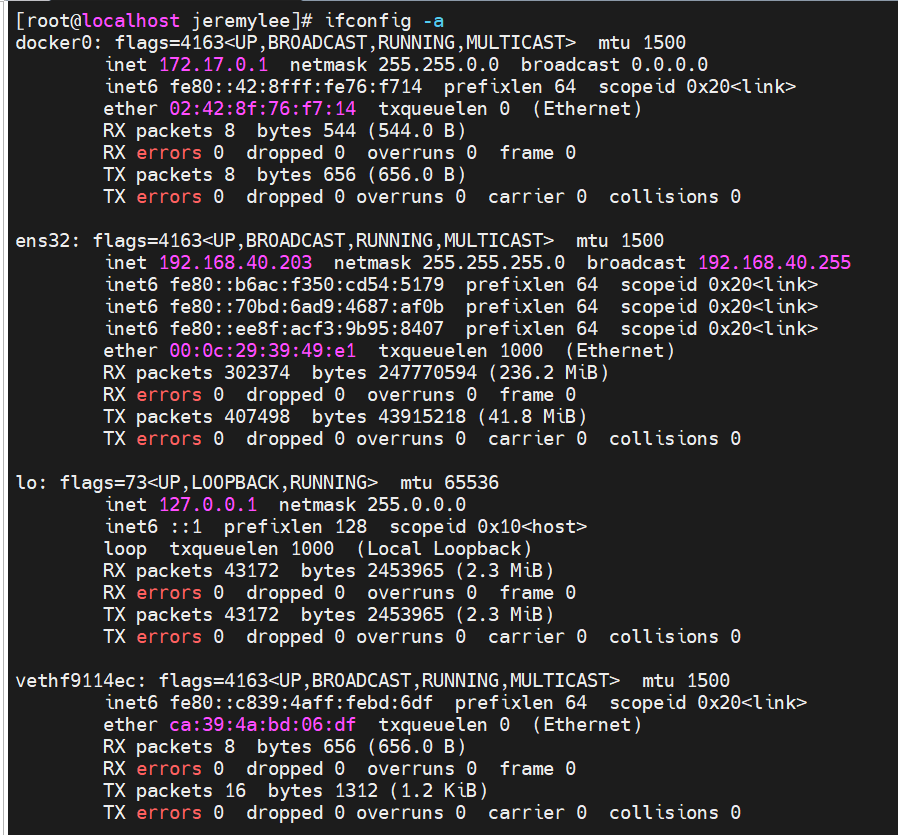 [root@localhost jeremylee]# ifconfig -a
docker0: flags=4163<UP,BROADCAST,RUNNING,MULTICAST>  mtu 1500
        inet 172.17.0.1  netmask 255.255.0.0  broadcast 0.0.0.0
        inet6 fe80::42:8fff:fe76:f714  prefixlen 64  scopeid 0x20<link>
        ether 02:42:8f:76:f7:14  txqueuelen 0  (Ethernet)
        RX packets 8  bytes 544 (544.0 B)
        RX errors 0  dropped 0  overruns 0  frame 0
        TX packets 8  bytes 656 (656.0 B)
        TX errors 0  dropped 0 overruns 0  carrier 0  collisions 0

ens32: flags=4163<UP,BROADCAST,RUNNING,MULTICAST>  mtu 1500
        inet 192.168.40.203  netmask 255.255.255.0  broadcast 192.168.40.255
        inet6 fe80::b6ac:f350:cd54:5179  prefixlen 64  scopeid 0x20<link>
        inet6 fe80::70bd:6ad9:4687:af0b  prefixlen 64  scopeid 0x20<link>
        inet6 fe80::ee8f:acf3:9b95:8407  prefixlen 64  scopeid 0x20<link>
        ether 00:0c:29:39:49:e1  txqueuelen 1000  (Ethernet)
        RX packets 302374  bytes 247770594 (236.2 MiB)
        RX errors 0  dropped 0  overruns 0  frame 0
        TX packets 407498  bytes 43915218 (41.8 MiB)
        TX errors 0  dropped 0 overruns 0  carrier 0  collisions 0

lo: flags=73<UP,LOOPBACK,RUNNING>  mtu 65536
        inet 127.0.0.1  netmask 255.0.0.0
        inet6 ::1  prefixlen 128  scopeid 0x10<host>
        loop  txqueuelen 1000  (Local Loopback)
        RX packets 43172  bytes 2453965 (2.3 MiB)
        RX errors 0  dropped 0  overruns 0  frame 0
        TX packets 43172  bytes 2453965 (2.3 MiB)
        TX errors 0  dropped 0 overruns 0  carrier 0  collisions 0

vethf9114ec: flags=4163<UP,BROADCAST,RUNNING,MULTICAST>  mtu 1500
        inet6 fe80::c839:4aff:febd:6df  prefixlen 64  scopeid 0x20<link>
        ether ca:39:4a:bd:06:df  txqueuelen 0  (Ethernet)
        RX packets 8  bytes 656 (656.0 B)
        RX errors 0  dropped 0  overruns 0  frame 0
        TX packets 16  bytes 1312 (1.2 KiB)
        TX errors 0  dropped 0 overruns 0  carrier 0  collisions 0